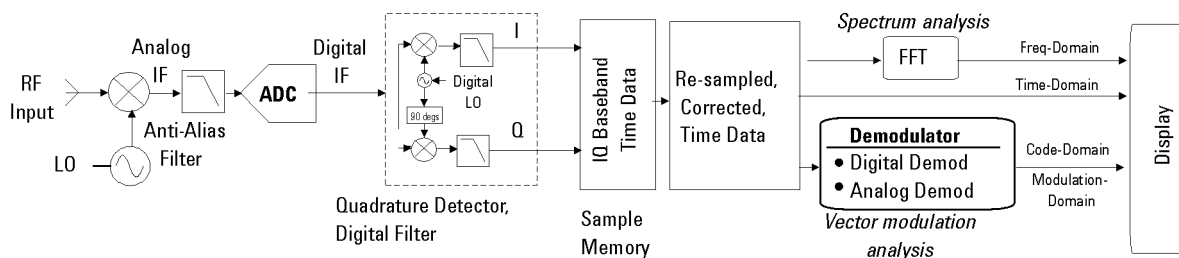 RF
Input
LO
Analog
IF
Anti-Alias
Filter
ADC
Digital
IF
I
Digital
LO
90 degs
Q
Quadrature Detector,
Digital Filter
IQ Baseband
Time Data
Sample
Memory
Re-sampled,
Corrected,
Time Data
Spectrum analysis
FFT
Freq-Domain
Time-Domain
Demodulator
• Digital Demod
• Analog Demod
Code-Domain
Modulation-
Domain
Vector modulation
analysis
Display